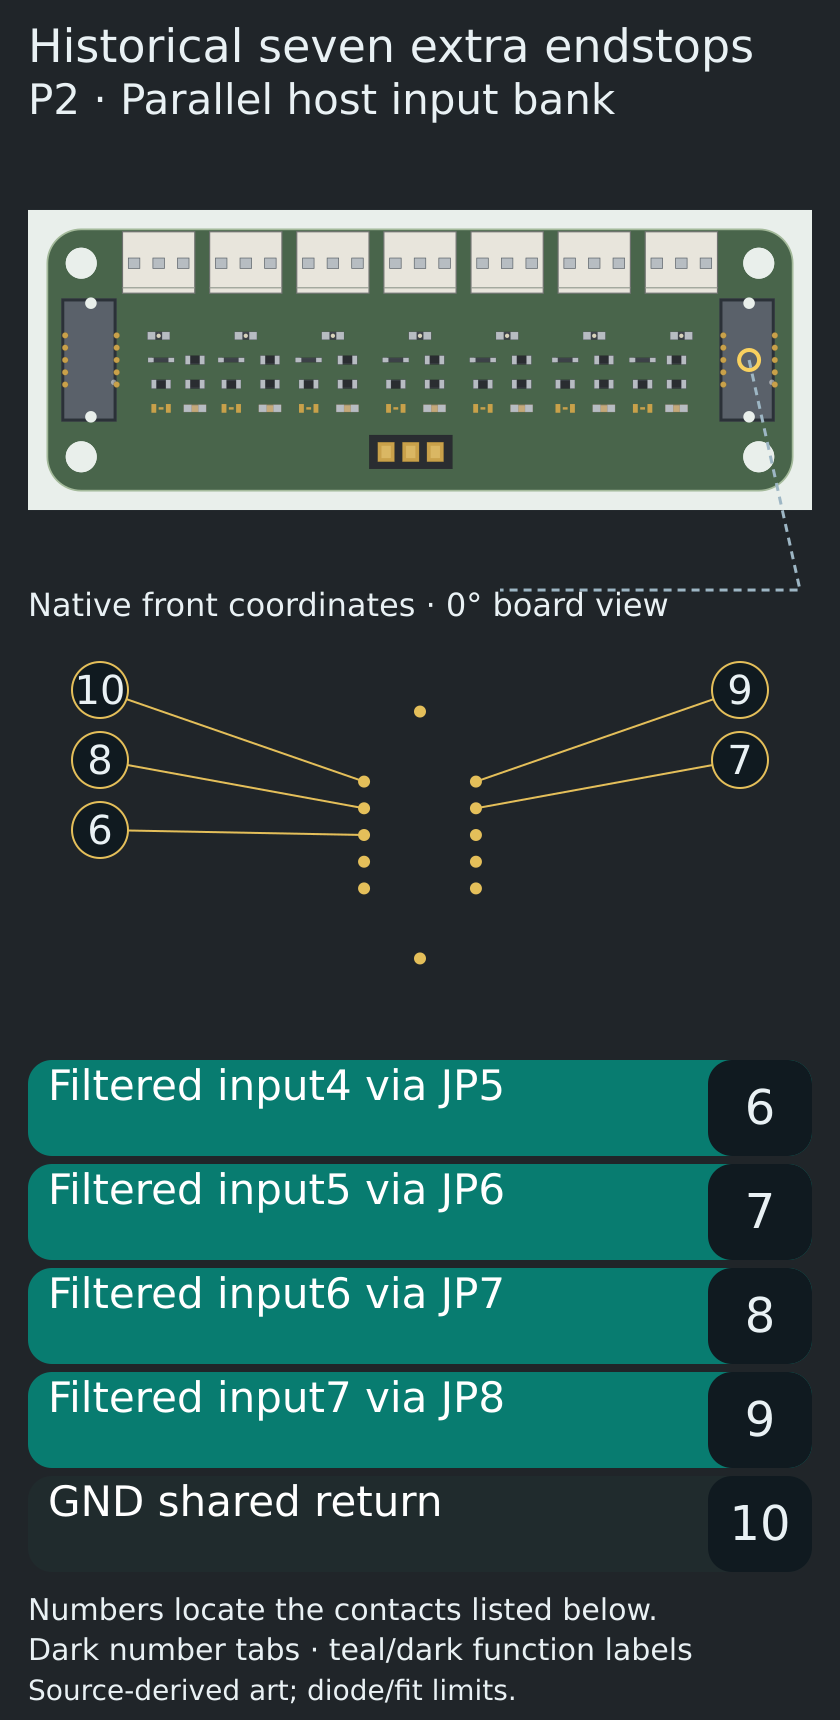 Historical seven extra endstops
P2 · Parallel host input bank
Native front coordinates · 0° board view
10
9
8
7
6
Filtered input4 via JP5
6
Filtered input5 via JP6
7
Filtered input6 via JP7
8
Filtered input7 via JP8
9
GND shared return
10
Numbers locate the contacts listed below.
Dark number tabs · teal/dark function labels
Source-derived art; diode/fit limits.